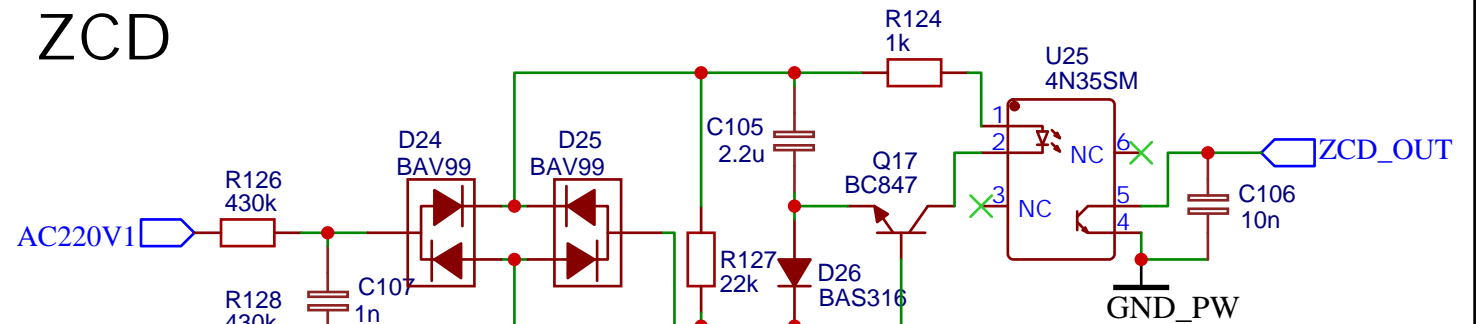 ZCD
R124
1k
U25
4N35SM
D24
BAV99
D25
BAV99
C105
2.2u
Q17
BC847
1
2
3
NC
NC
6
5
4
ZCD_OUT
C106
10n
R126
430k
AC220V1
R127
22k
D26
BAS316
C107
1n
R128
430k
GND_PW